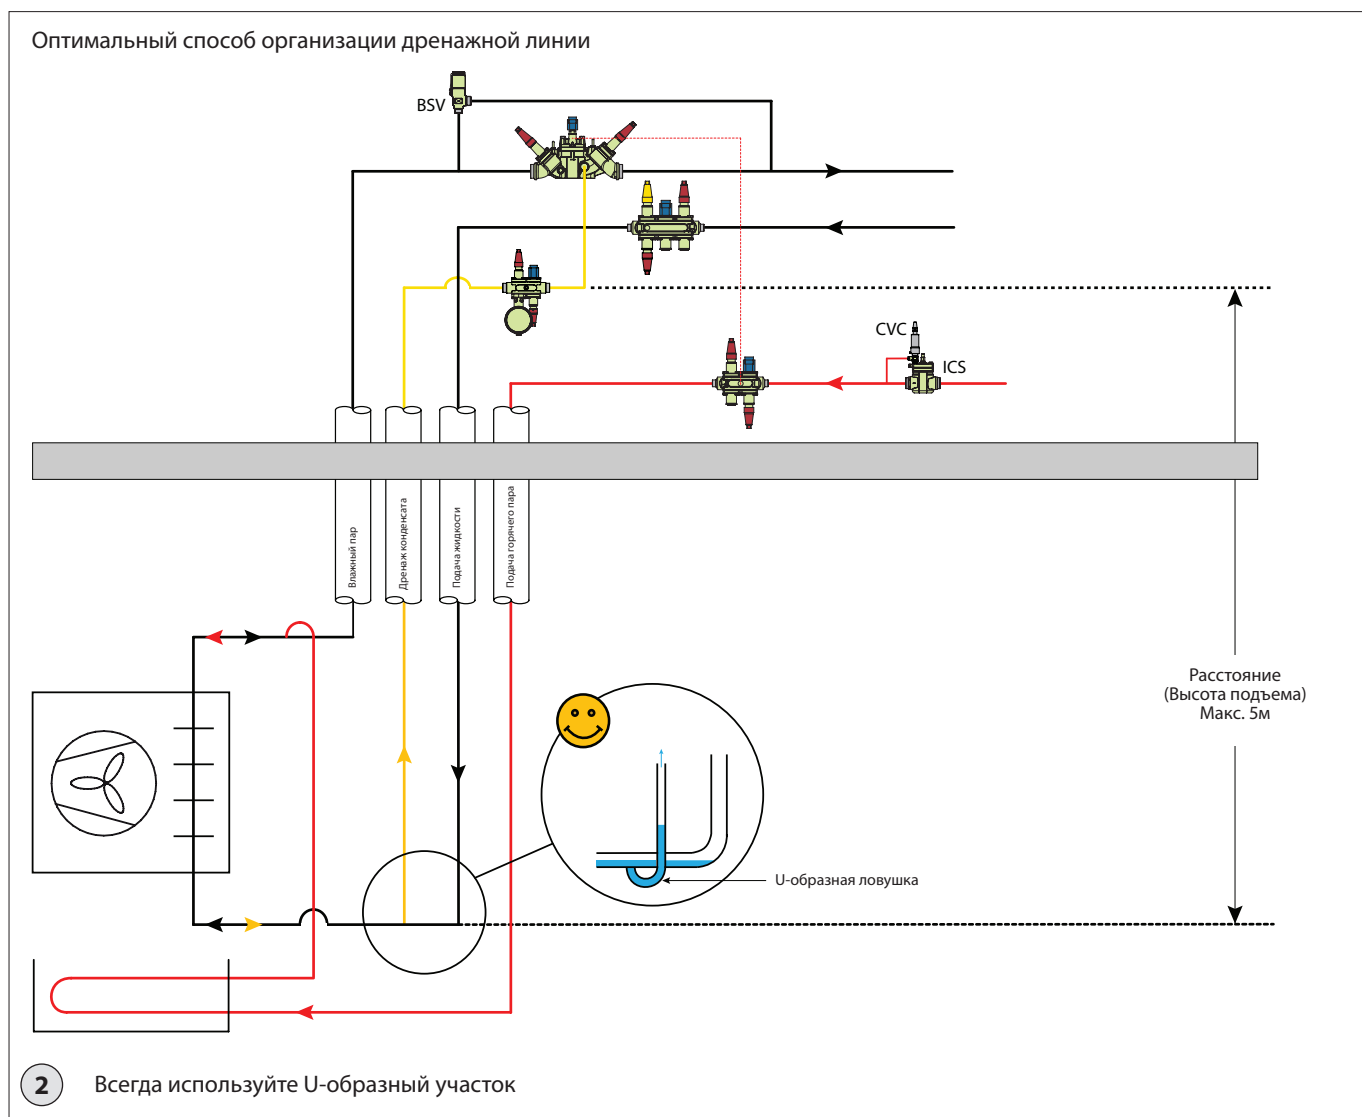 Оптимальный способ организации дренажной линии
BSV
CVC
ICS
Влажный пар
Дренаж конденсата
Подача жидкости
Подача горячего пара
Расстояние
(Высота подъема)
Макс. 5м
U-образная ловушка
2 Всегда используйте U-образный участок